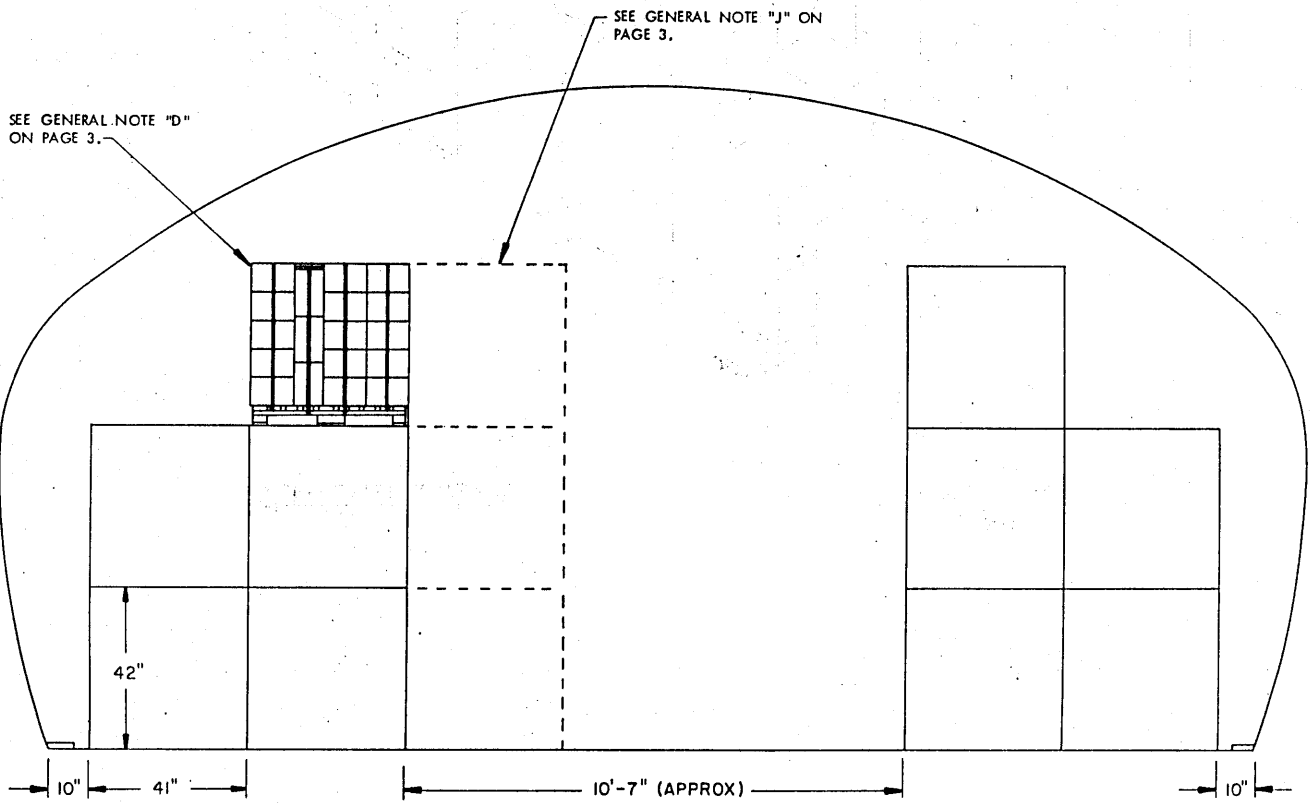 SEE GENERAL NOTE "J" ON
PAGE 3.
SEE GENERAL NOTE "D"
ON PAGE 3.
42"
10"
41"
10'-7" (APPROX)
10"